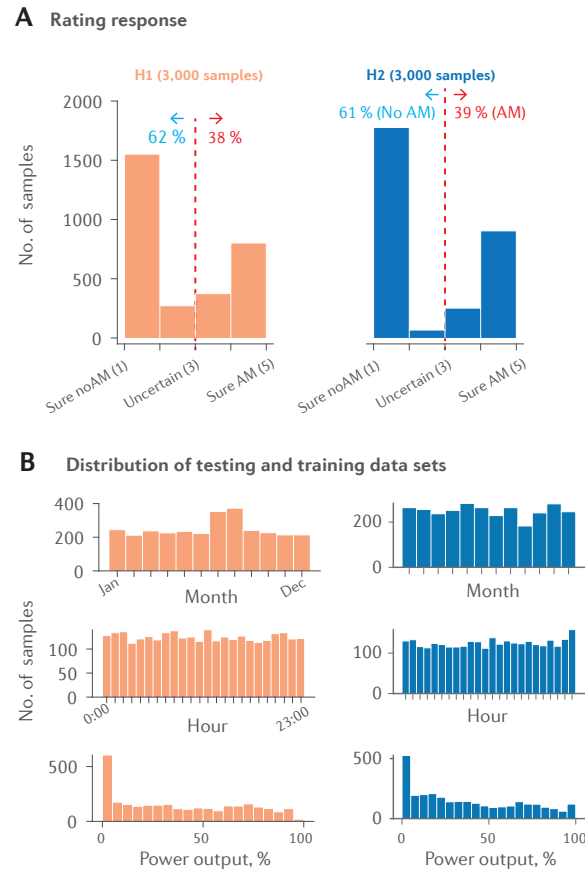 A Rating response
H1 (3,000 samples)
H2 (3,000 samples)
No. of samples
2000
1500
1000
500
0
62 %
38 %
61 % (No AM)
39 % (AM)
Sure noAM (1)
Uncertain (3)
Sure AM (5)
Sure noAM (1)
Uncertain (3)
Sure AM (5)
B Distribution of testing and training data sets
No. of samples
400
200
0
Jan
Dec
Month
200
0
Month
100
50
0
0:00
23:00
Hour
100
0
Hour
500
0
0
50
100
Power output, %
500
0
0
50
100
Power output, %